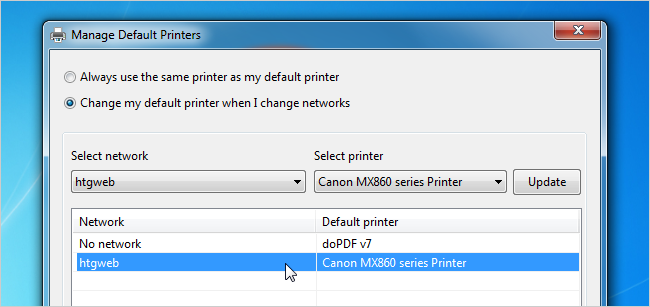 Manage Default Printers
Always use the same printer as my default printer
Change my default printer when I change networks
Select network Select printer
htgweb Canon MX860 series Printer Update
Network Default printer
No network doPDF v7
htgweb Canon MX860 series Printer